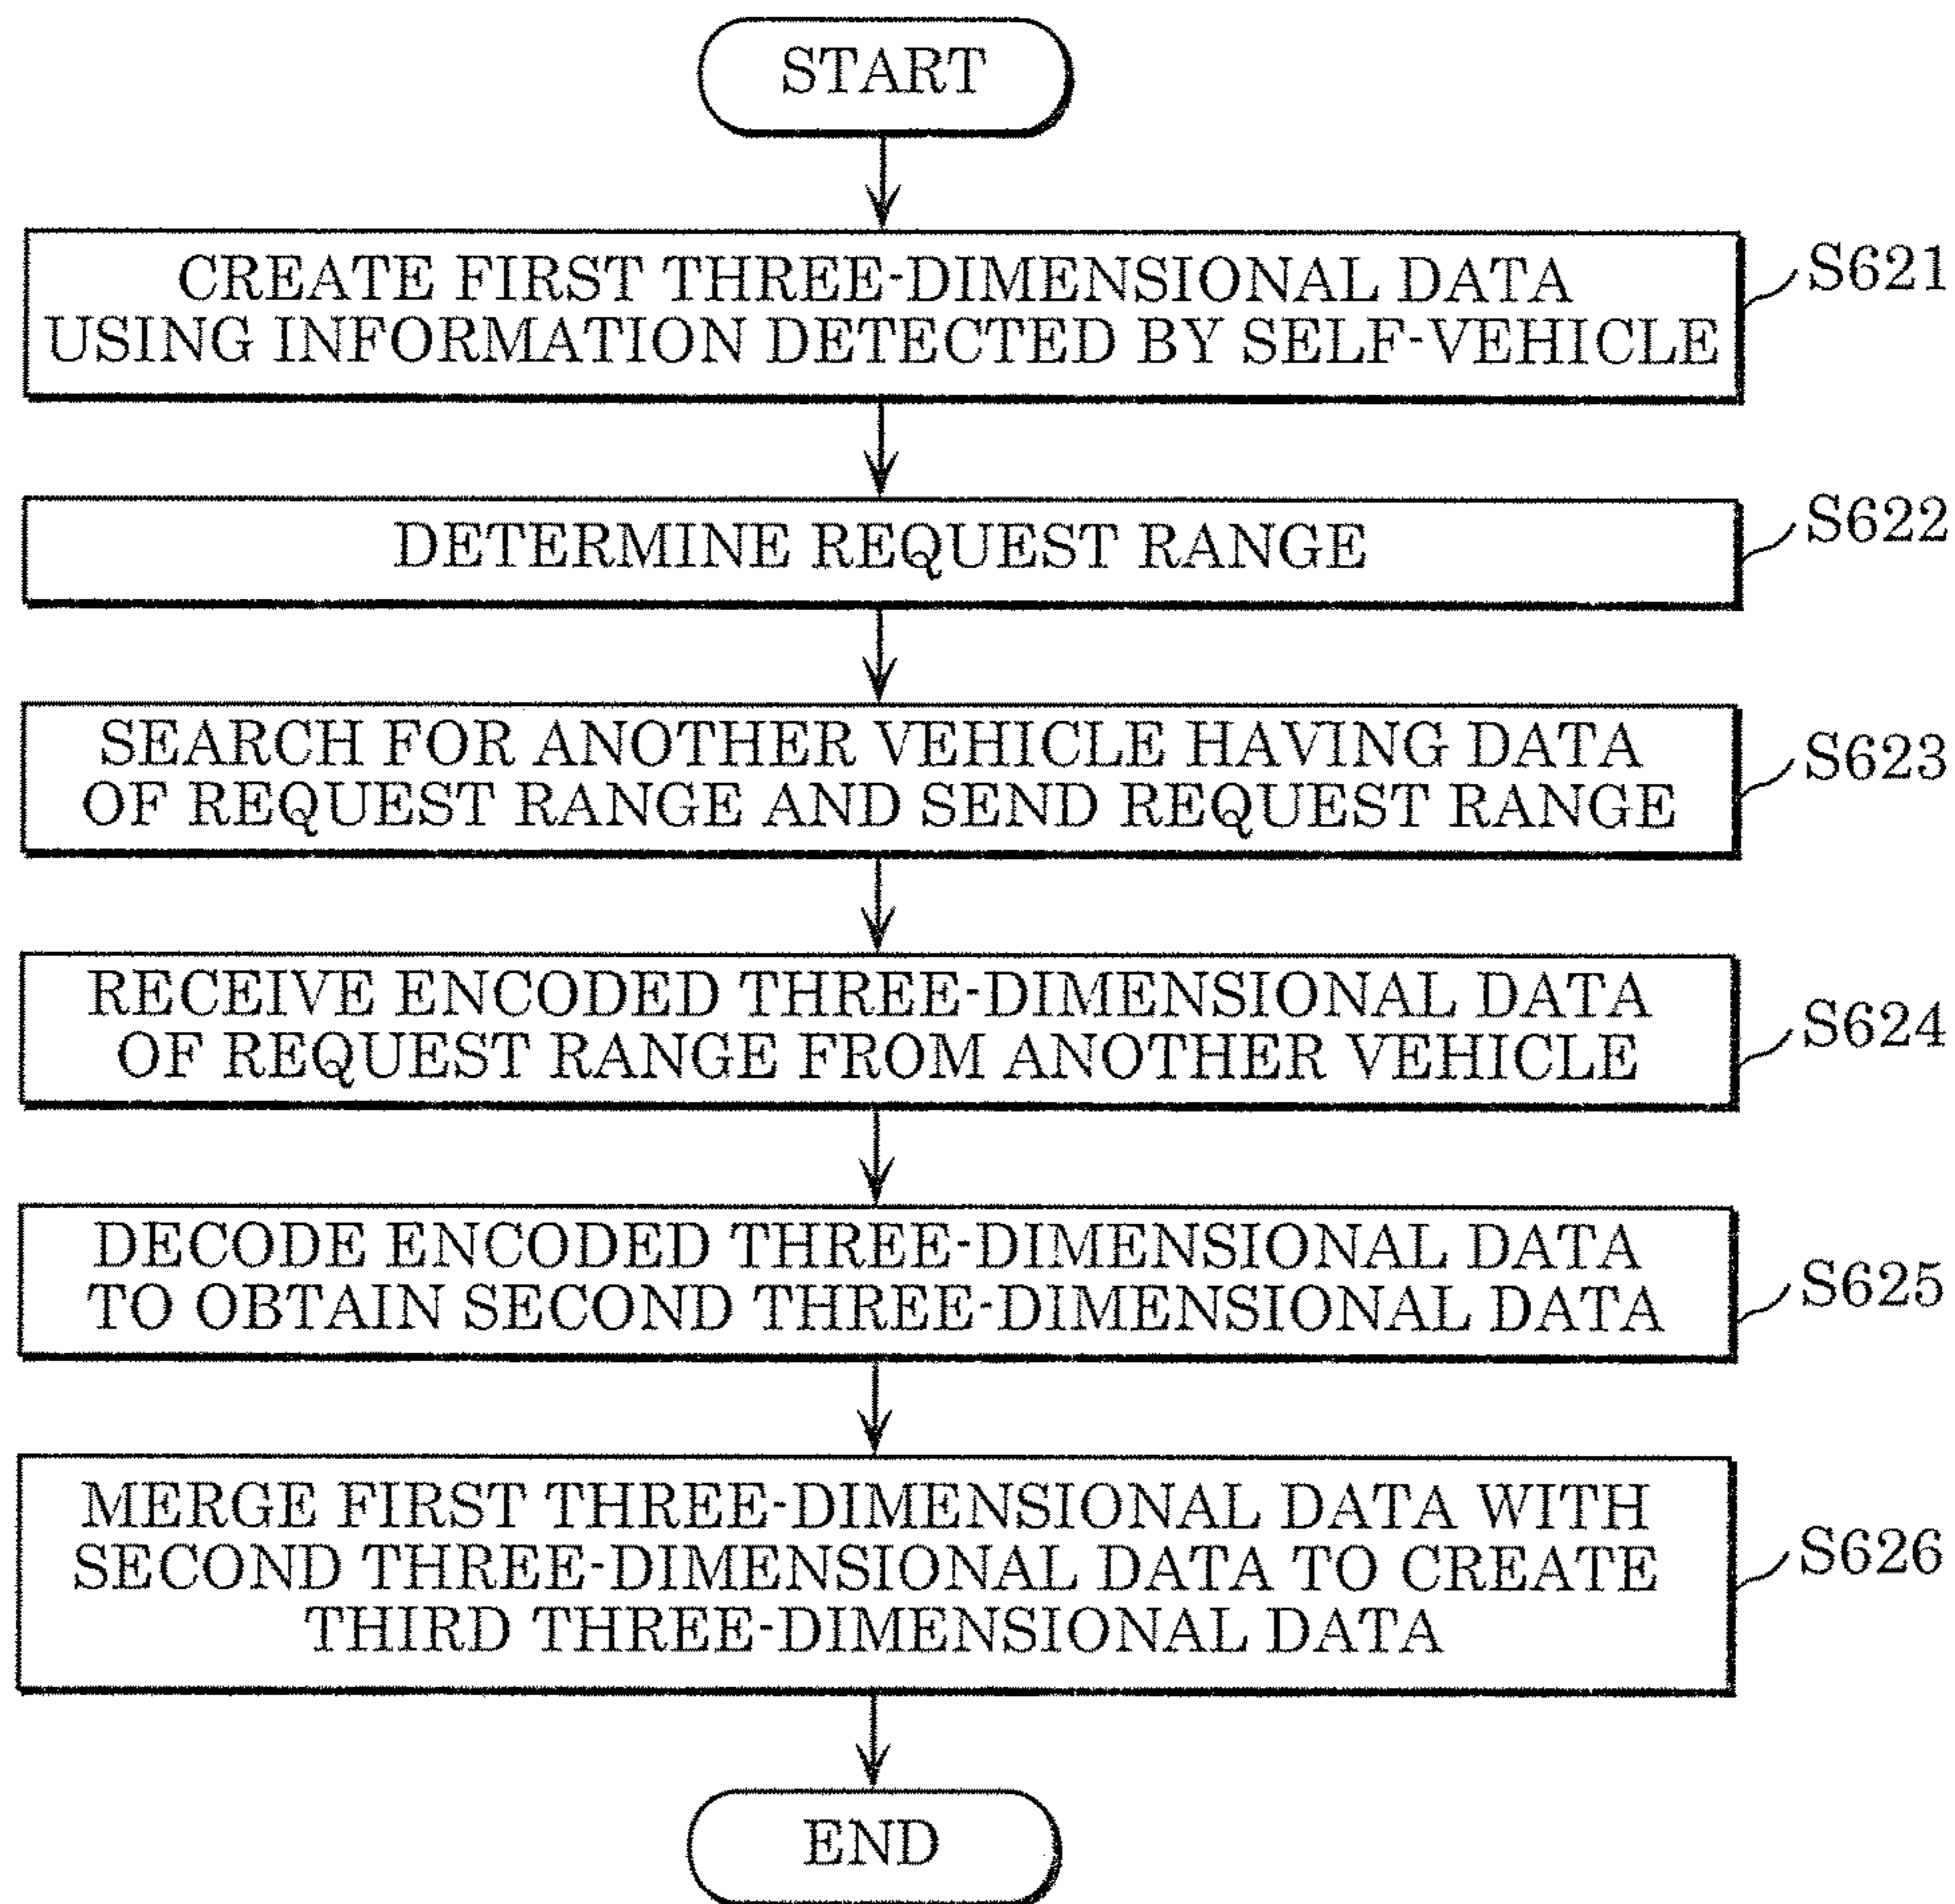 START
CREATE FIRST THREE-DIMENSIONAL DATA
USING INFORMATION DETECTED BY SELF-VEHICLE
S621
DETERMINE REQUEST RANGE
S622
SEARCH FOR ANOTHER VEHICLE HAVING DATA
OF REQUEST RANGE AND SEND REQUEST RANGE
S623
RECEIVE ENCODED THREE-DIMENSIONAL DATA
OF REQUEST RANGE FROM ANOTHER VEHICLE
S624
DECODE ENCODED THREE-DIMENSIONAL DATA
TO OBTAIN SECOND THREE-DIMENSIONAL DATA
S625
MERGE FIRST THREE-DIMENSIONAL DATA WITH
SECOND THREE-DIMENSIONAL DATA TO CREATE
THIRD THREE-DIMENSIONAL DATA
S626
END